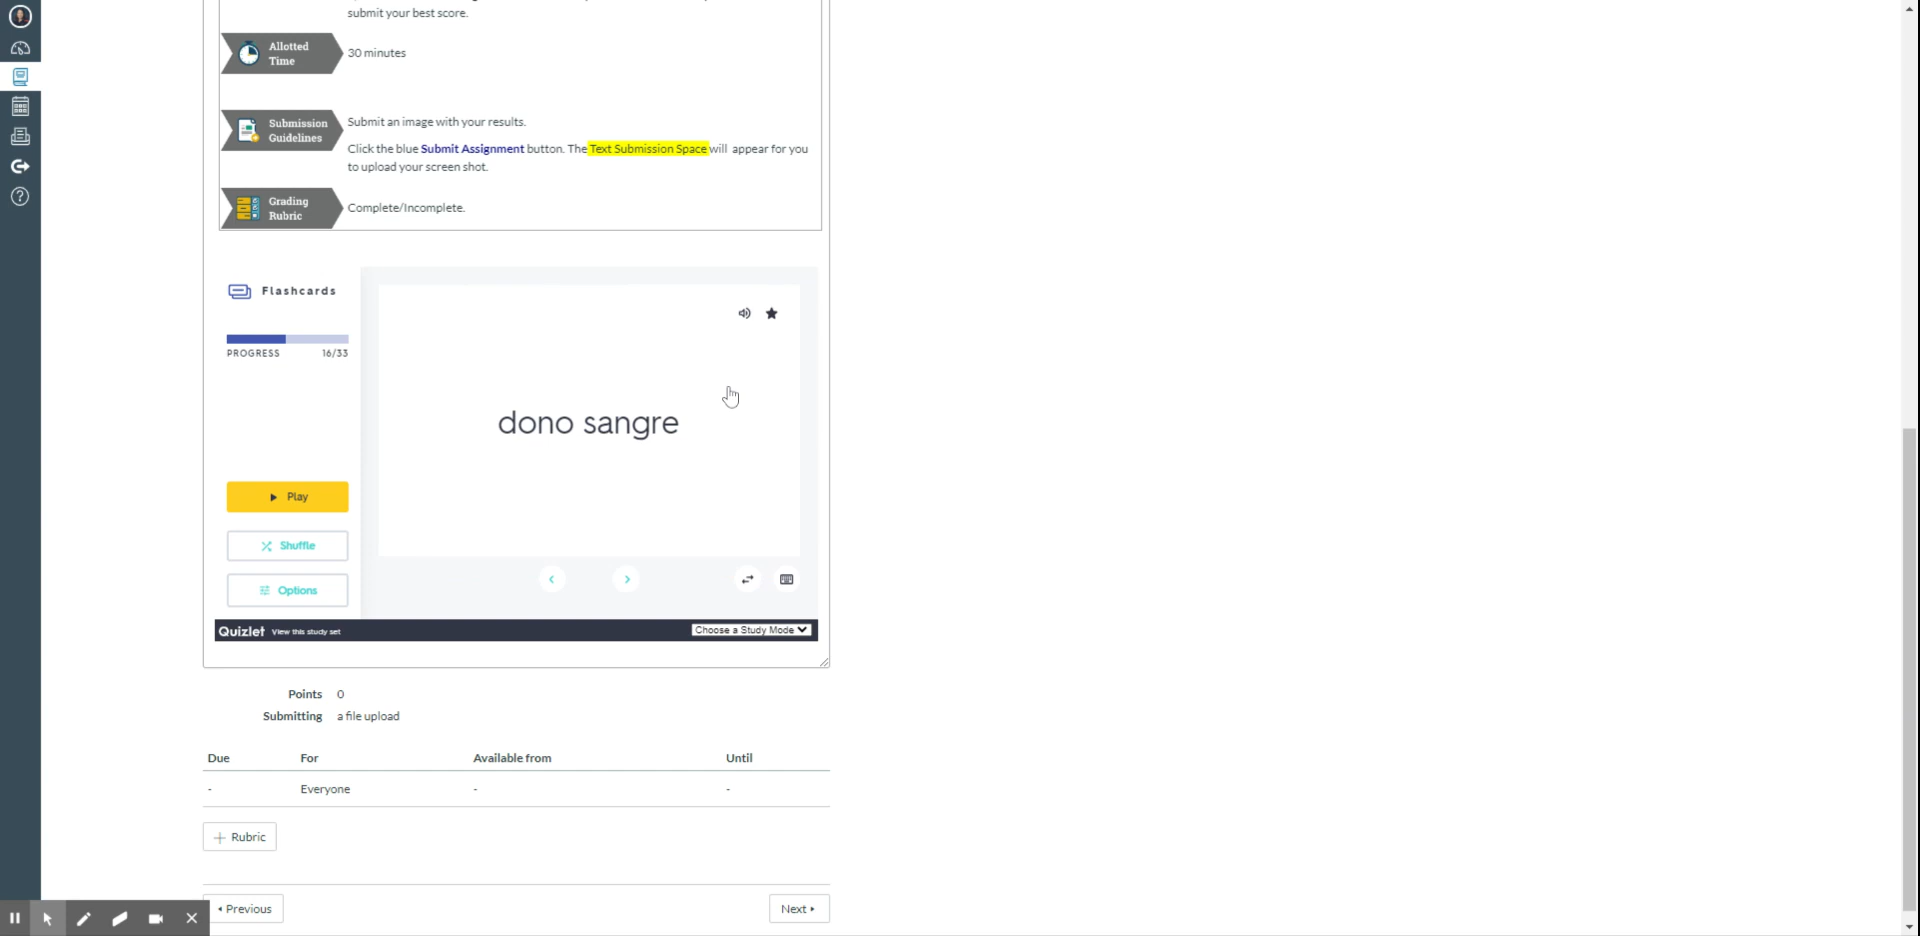 submit your best score.
Allotted
Time
30 minutes
Submission
Guidelines
Submit an image with your results.
Click the blue Submit Assignment button. The Text Submission Space will appear for you
to upload your screen shot.
Grading
Rubric
Complete/Incomplete.
Flashcards
PROGRESS 16/33
dono sangre
Play
Shuffle
Options
Quizlet View this study set
Choose a Study Mode
Points 0
Submitting a file upload
Due For Available from Until
- Everyone - -
+ Rubric
Previous
Next